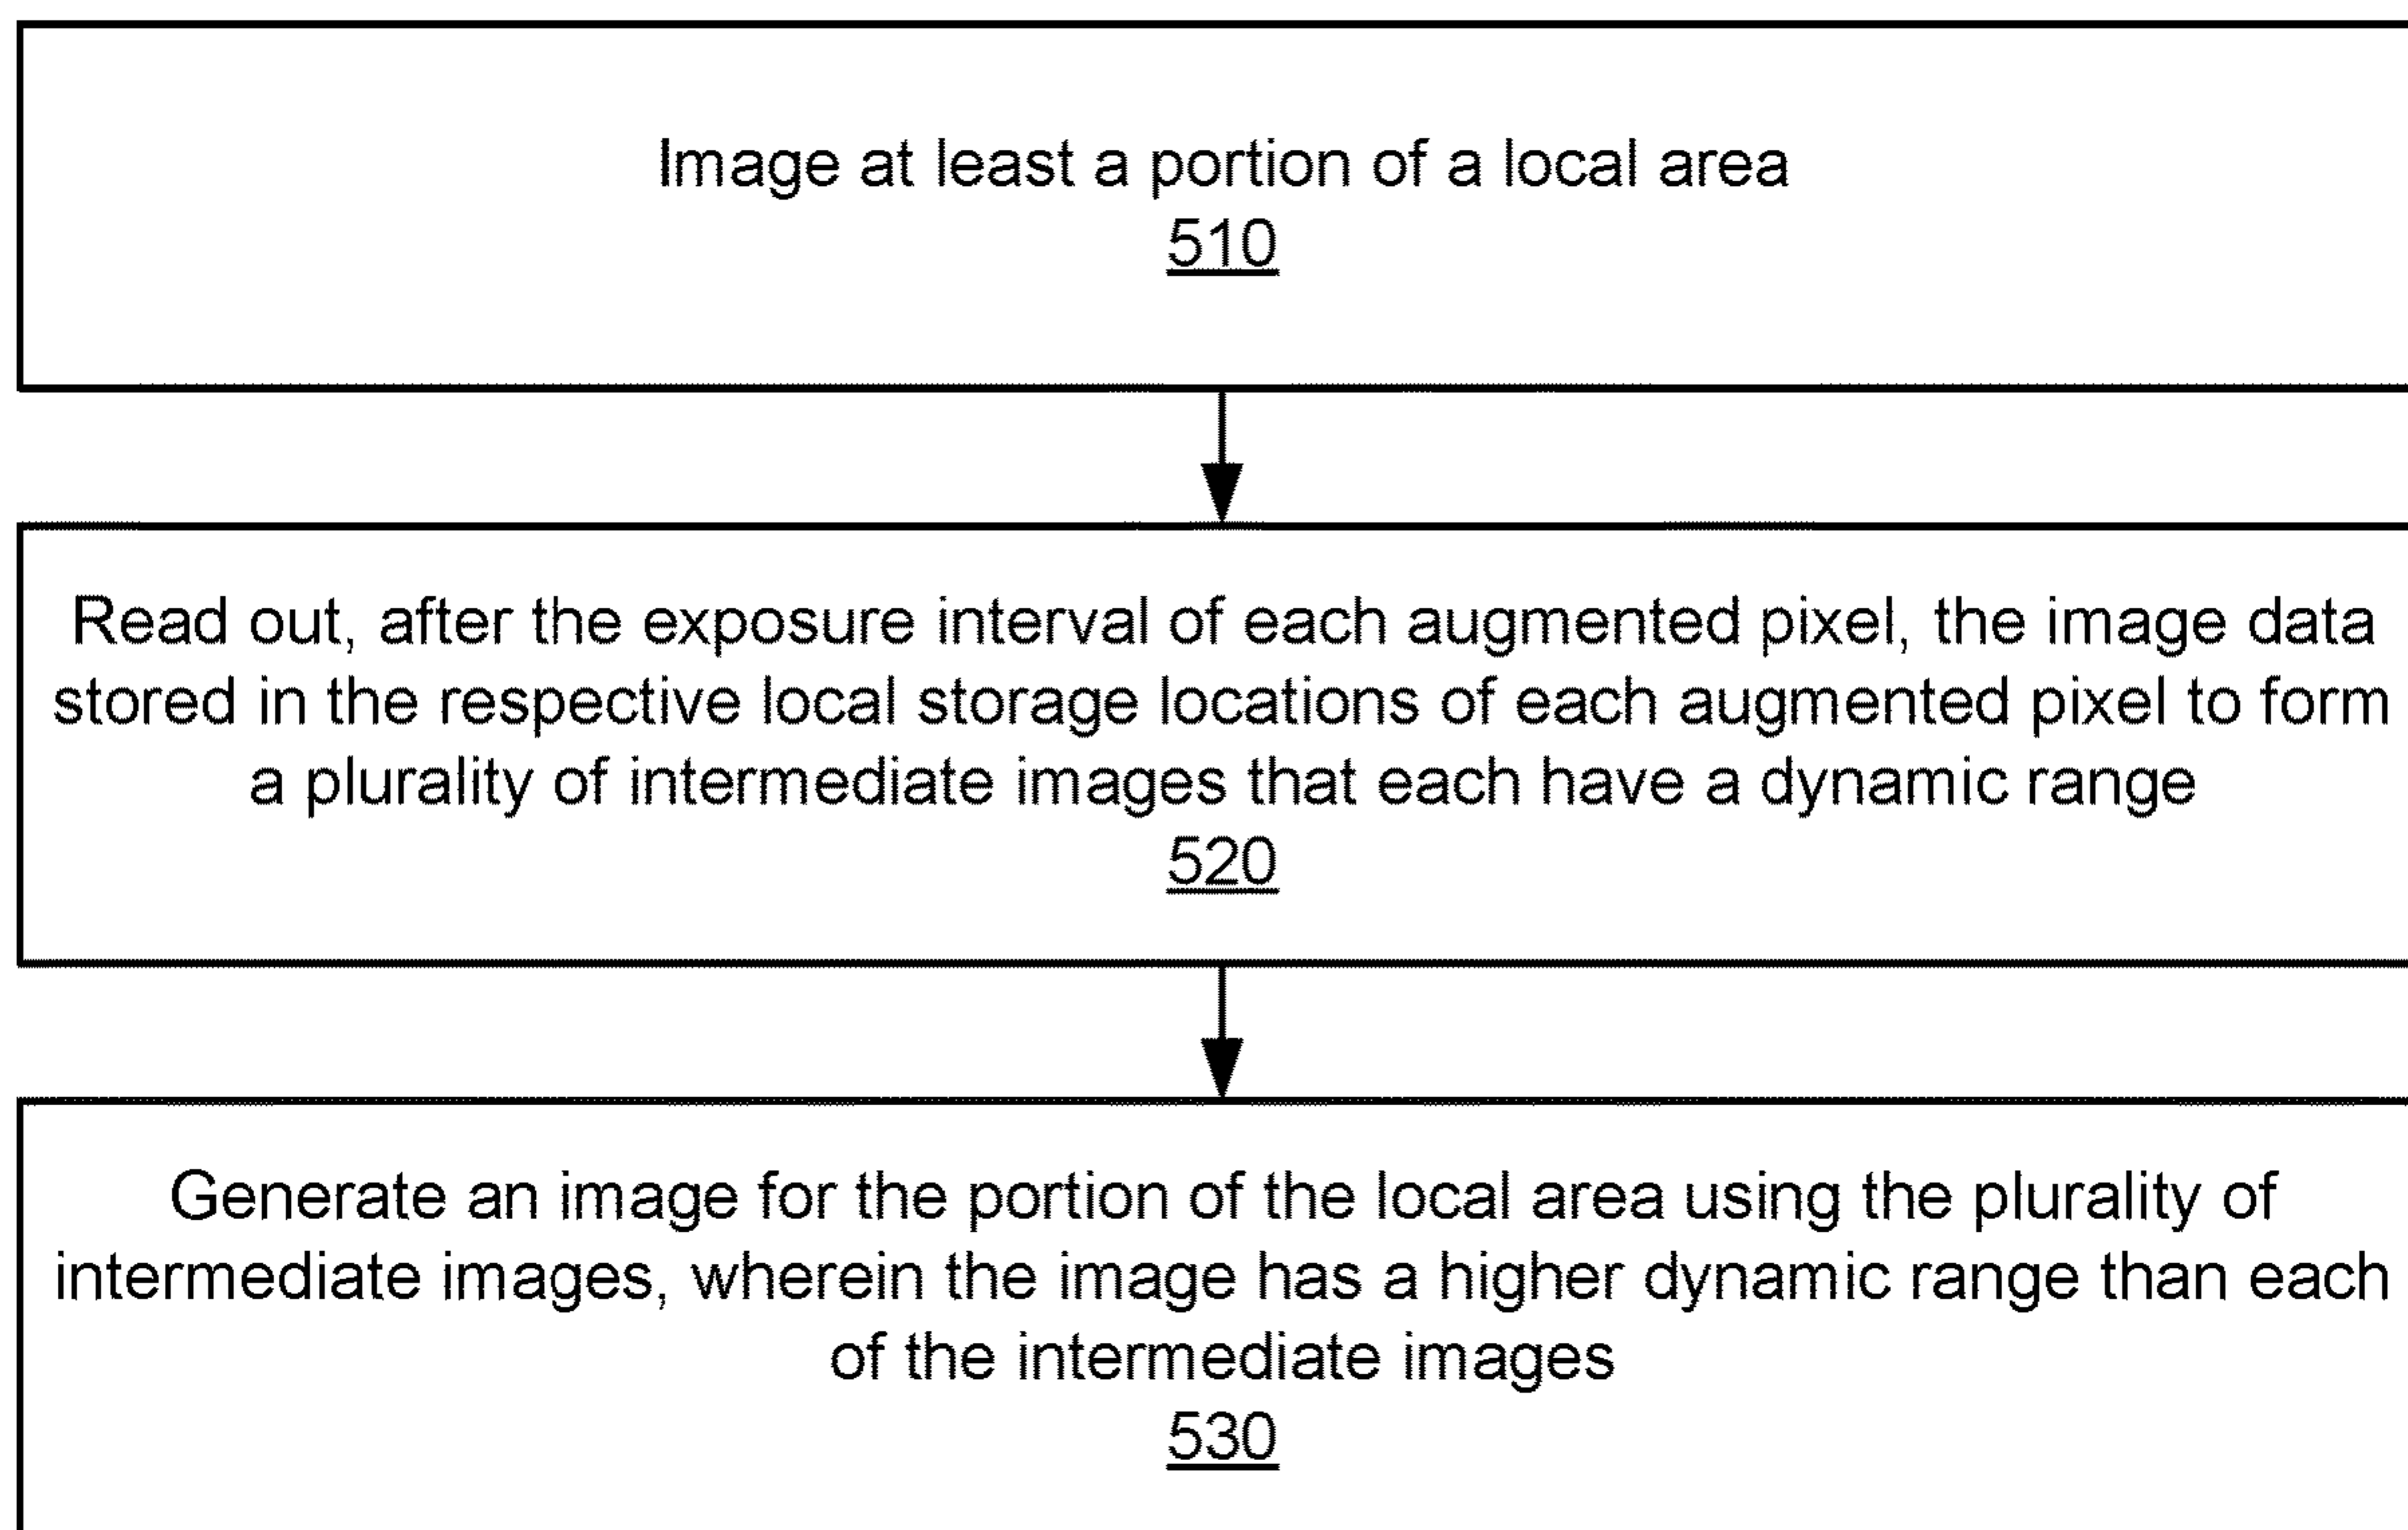 Image at least a portion of a local area
510
Read out, after the exposure interval of each augmented pixel, the image data
stored in the respective local storage locations of each augmented pixel to form
a plurality of intermediate images that each have a dynamic range
520
Generate an image for the portion of the local area using the plurality of
intermediate images, wherein the image has a higher dynamic range than each
of the intermediate images
530